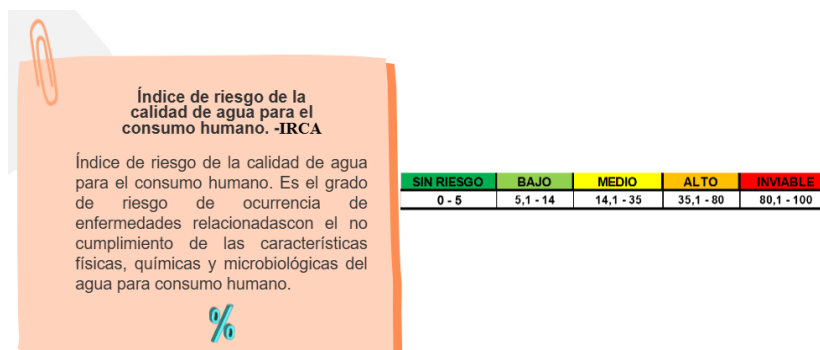 Índice de riesgo de la
calidad de agua para el
consumo humano. -IRCA
Índice de riesgo de la calidad de agua
para el consumo humano. Es el grado
de riesgo de ocurrencia de
enfermedades relacionadascon el no
cumplimiento de las características
físicas, químicas y microbiológicas del
agua para consumo humano.
%
SIN RIESGO BAJO MEDIO ALTO INVIABLE
0 - 5 5,1 - 14 14,1 - 35 35,1 - 80 80,1 - 100